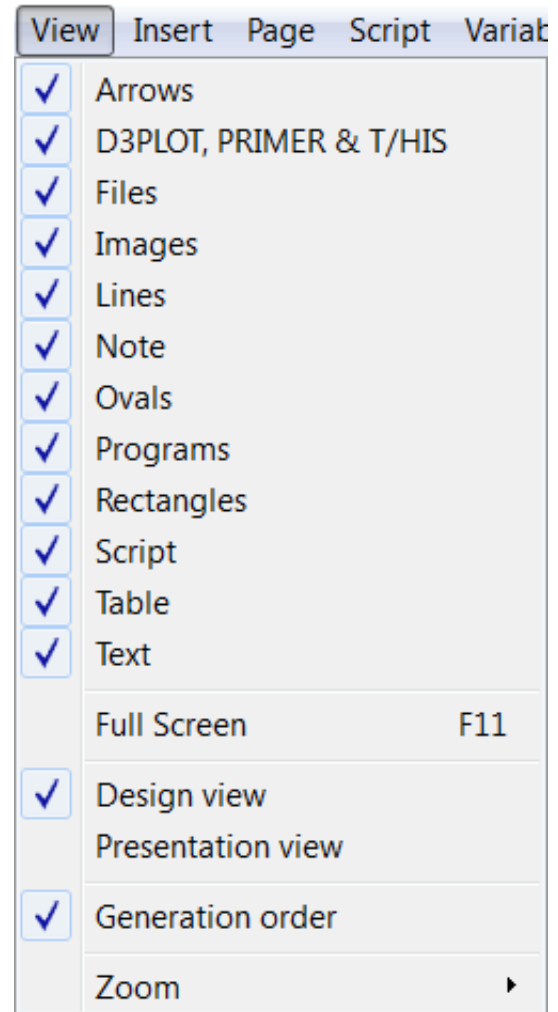 View Insert Page Script Variab
Arrows
D3PLOT, PRIMER & T/HIS
Files
Images
Lines
Note
Ovals
Programs
Rectangles
Script
Table
Text
Full Screen F11
Design view
Presentation view
Generation order
Zoom